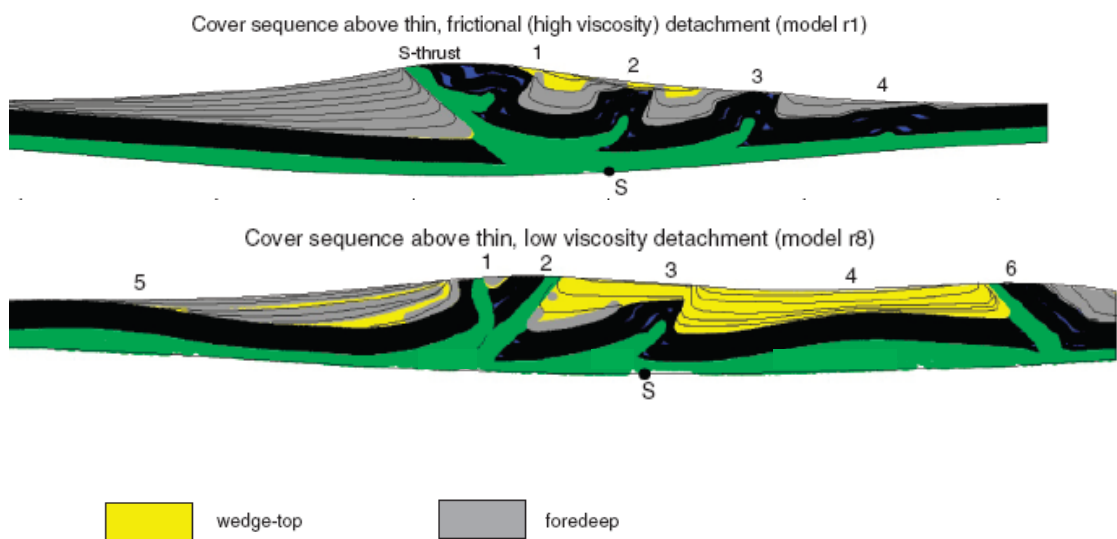 Cover sequence above thin, frictional (high viscosity) detachment (model r1)
S-thrust 1 2 3 4
S
Cover sequence above thin, low viscosity detachment (model r8)
5 1 2 3 4 6
S
wedge-top foredeep